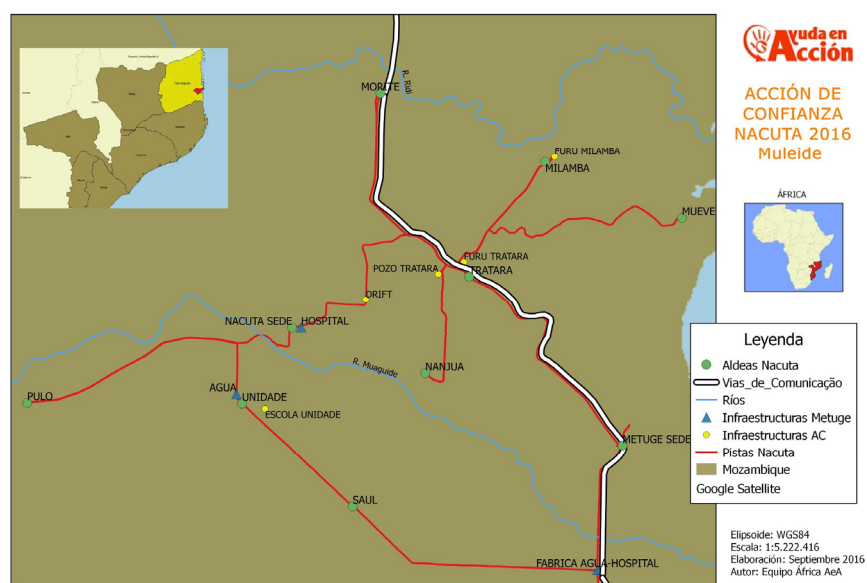 Ayuda en
Acción
ACCIÓN DE
CONFIANZA
NACUTA 2016
Muleide
ÁFRICA
R. Ridi
MORITE
FURU MILAMBA
MILAMBA
MUEVE
FURU TRATARA
POZO TRATARA
TRATARA
DRIFT
NACUTA SEDE
HOSPITAL
R. Muaguide
NANJUA
AGUA
UNIDADE
ESCOLA UNIDADE
PULO
METUGE SEDE
SAUL
FABRICA AGUA-HOSPITAL
Leyenda
Aldeas Nacuta
Vias_de_Comunicação
Ríos
Infraestructuras Metuge
Infraestructuras AC
Pistas Nacuta
Mozambique
Google Satellite
Elipsoide: WGS84
Escala: 1:5.222.416
Elaboración: Septiembre 2016
Autor: Equipo África AeA